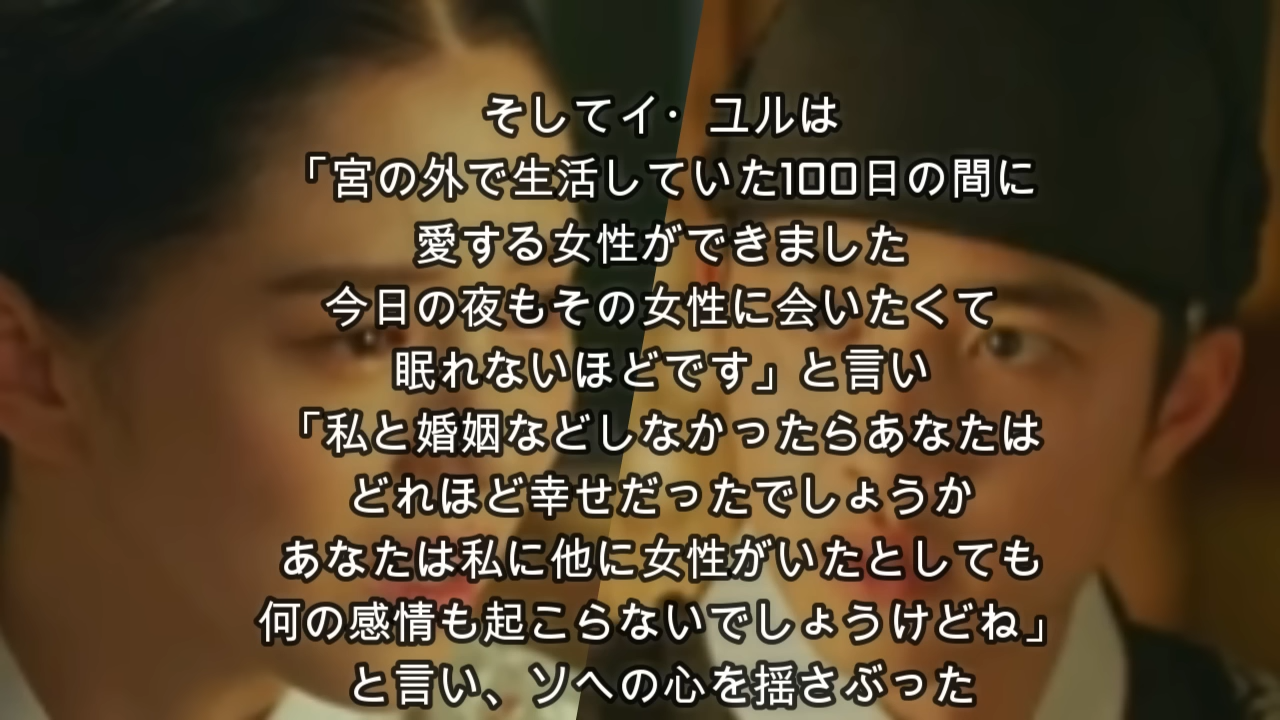 そしてイ・ユルは
「宮の外で生活していた100日の間に
愛する女性ができました
今日の夜もその女性に会いたくて
眠れないほどです」と言い
「私と婚姻などしなかったらあなたは
どれほど幸せだったでしょうか
あなたは私に他に女性がいたとしても
何の感情も起こらないでしょうけどね」
と言い、ソヘの心を揺さぶった